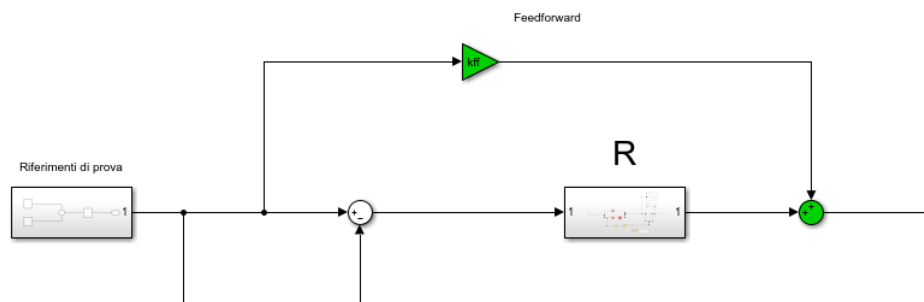 Feedforward
kff
R
Riferimenti di prova
1
+
−
1
1
+
+